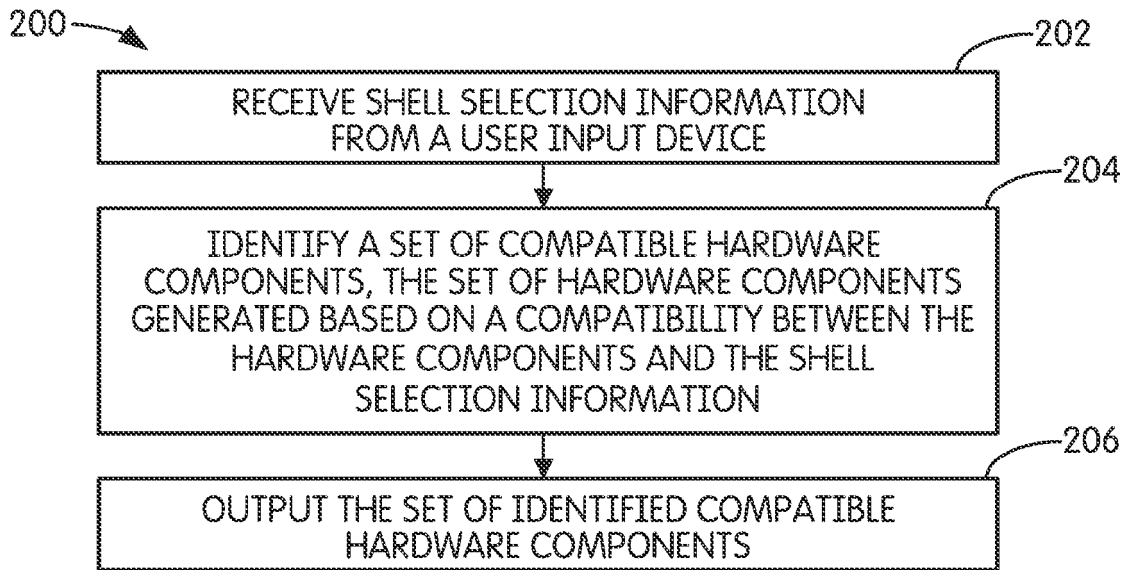 200
202
RECEIVE SHELL SELECTION INFORMATION
FROM A USER INPUT DEVICE
204
IDENTIFY A SET OF COMPATIBLE HARDWARE
COMPONENTS, THE SET OF HARDWARE COMPONENTS
GENERATED BASED ON A COMPATIBILITY BETWEEN THE
HARDWARE COMPONENTS AND THE SHELL
SELECTION INFORMATION
206
OUTPUT THE SET OF IDENTIFIED COMPATIBLE
HARDWARE COMPONENTS